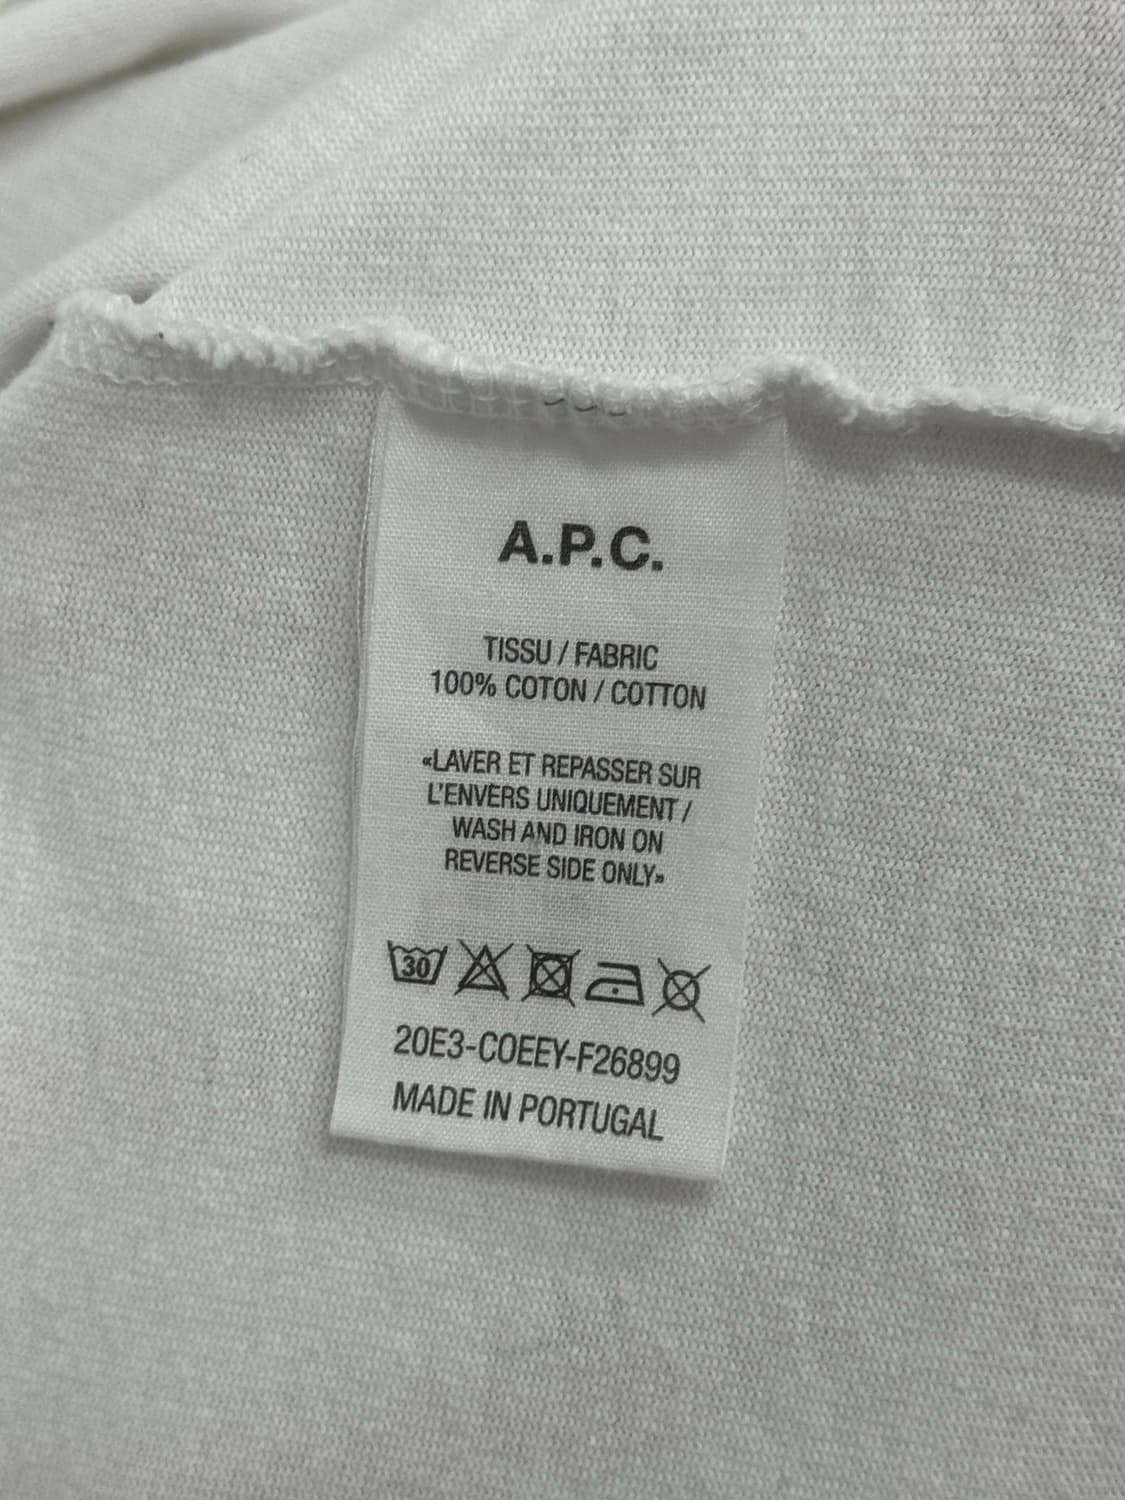 A.P.C.
TISSU / FABRIC
100% COTON / COTTON
«LAVER ET REPASSER SUR
L'ENVERS UNIQUEMENT /
WASH AND IRON ON
REVERSE SIDE ONLY»
30
20E3-COEEY-F26899
MADE IN PORTUGAL